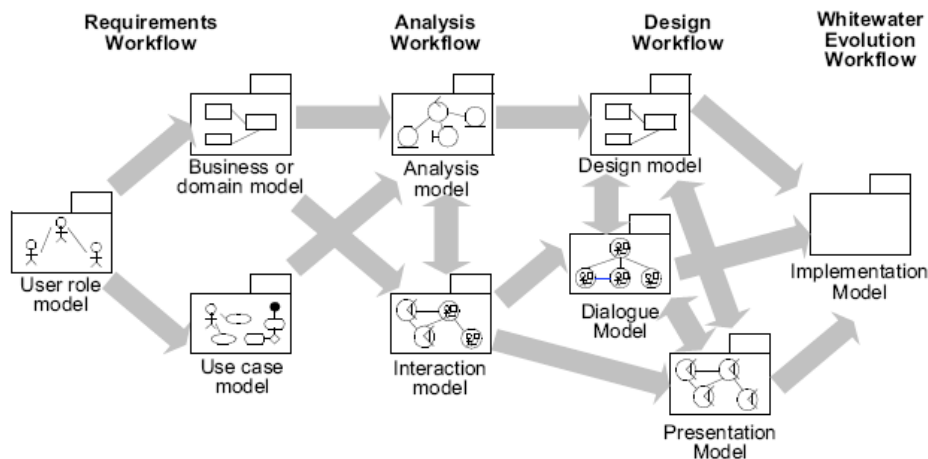 Requirements
Workflow
Analysis
Workflow
Design
Workflow
Whitewater
Evolution
Workflow
Business or
domain model
Analysis
model
Design model
User role
model
Implementation
Model
Use case
model
Interaction
model
Dialogue
Model
Presentation
Model